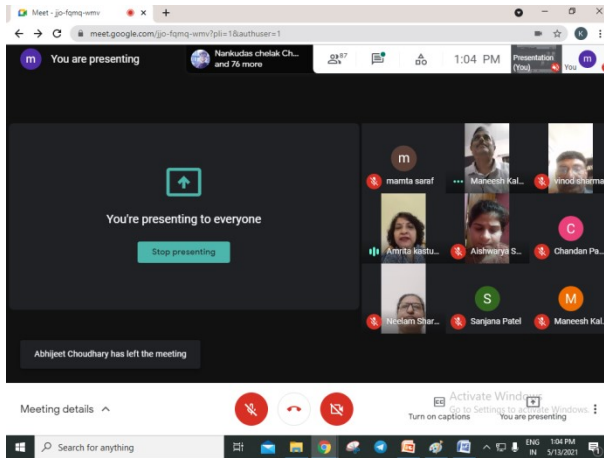 Meet - jjo-fqmq-wmv
meet.google.com/jjo-fqmq-wmv?pli=1&authuser=1
m You are presenting
Nankudas chelak Ch...
and 76 more
87
1:04 PM
Presentation
(You)
You
m
You're presenting to everyone
Stop presenting
m
mamta saraf
Maneesh Kal...
vinod sharma
Amrita kastu...
Aishwarya S...
C
Chandan Pa...
Neelam Shar...
S
Sanjana Patel
M
Maneesh Kal...
Abhijeet Choudhary has left the meeting
Meeting details
CC
Turn on captions
You are presenting
Activate Windows
Go to Settings to activate Windows.
Search for anything
ENG
IN
1:04 PM
5/13/2021